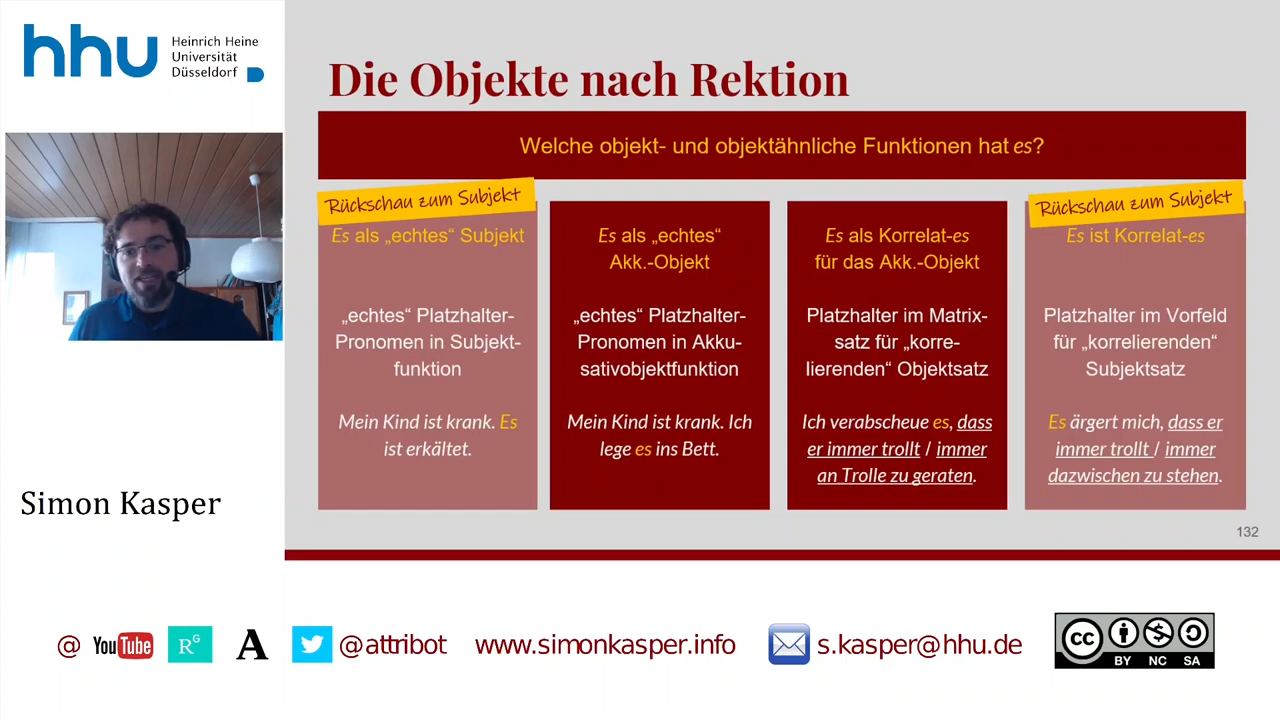 hhu
Heinrich Heine
Universität
Düsseldorf
Die Objekte nach Rektion
Welche objekt- und objektähnliche Funktionen hat es?
Rückschau zum Subjekt
Es als „echtes“ Subjekt
„echtes“ Platzhalter-
Pronomen in Subjekt-
funktion
Mein Kind ist krank. Es
ist erkältet.
Es als „echtes“
Akk.-Objekt
„echtes“ Platzhalter-
Pronomen in Akku-
sativobjektfunktion
Mein Kind ist krank. Ich
lege es ins Bett.
Es als Korrelat-es
für das Akk.-Objekt
Platzhalter im Matrix-
satz für „korre-
lierenden“ Objektsatz
Ich verabscheue es, dass
er immer trollt / immer
an Trolle zu geraten.
Rückschau zum Subjekt
Es ist Korrelat-es
Platzhalter im Vorfeld
für „korrelierenden“
Subjektsatz
Es ärgert mich, dass er
immer trollt / immer
dazwischen zu stehen.
132
Simon Kasper
@ YouTube RG A @attribot www.simonkasper.info s.kasper@hhu.de
cc BY NC SA